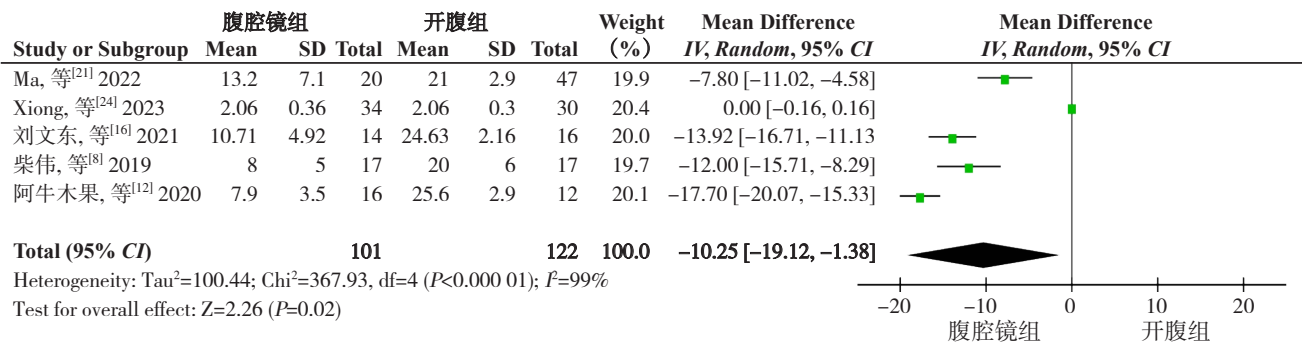 腹腔镜组 开腹组 Weight Mean Difference Mean Difference
Study or Subgroup Mean SD Total Mean SD Total （%） IV, Random, 95% CI IV, Random, 95% CI
Ma, 等[21] 2022 13.2 7.1 20 21 2.9 47 19.9 −7.80 [−11.02, −4.58]
Xiong, 等[24] 2023 2.06 0.36 34 2.06 0.3 30 20.4 0.00 [−0.16, 0.16]
刘文东, 等[16] 2021 10.71 4.92 14 24.63 2.16 16 20.0 −13.92 [−16.71, −11.13
柴伟, 等[8] 2019 8 5 17 20 6 17 19.7 −12.00 [−15.71, −8.29]
阿牛木果, 等[12] 2020 7.9 3.5 16 25.6 2.9 12 20.1 −17.70 [−20.07, −15.33]
Total (95% CI) 101 122 100.0 −10.25 [−19.12, −1.38]
Heterogeneity: Tau²=100.44; Chi²=367.93, df=4 (P<0.000 01); I²=99%
Test for overall effect: Z=2.26 (P=0.02)
−20 −10 0 10 20
腹腔镜组 开腹组